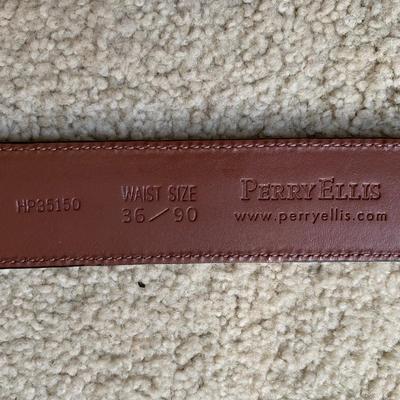 HP35150
WAIST SIZE
36/90
PERRY ELLIS
www.perryellis.com